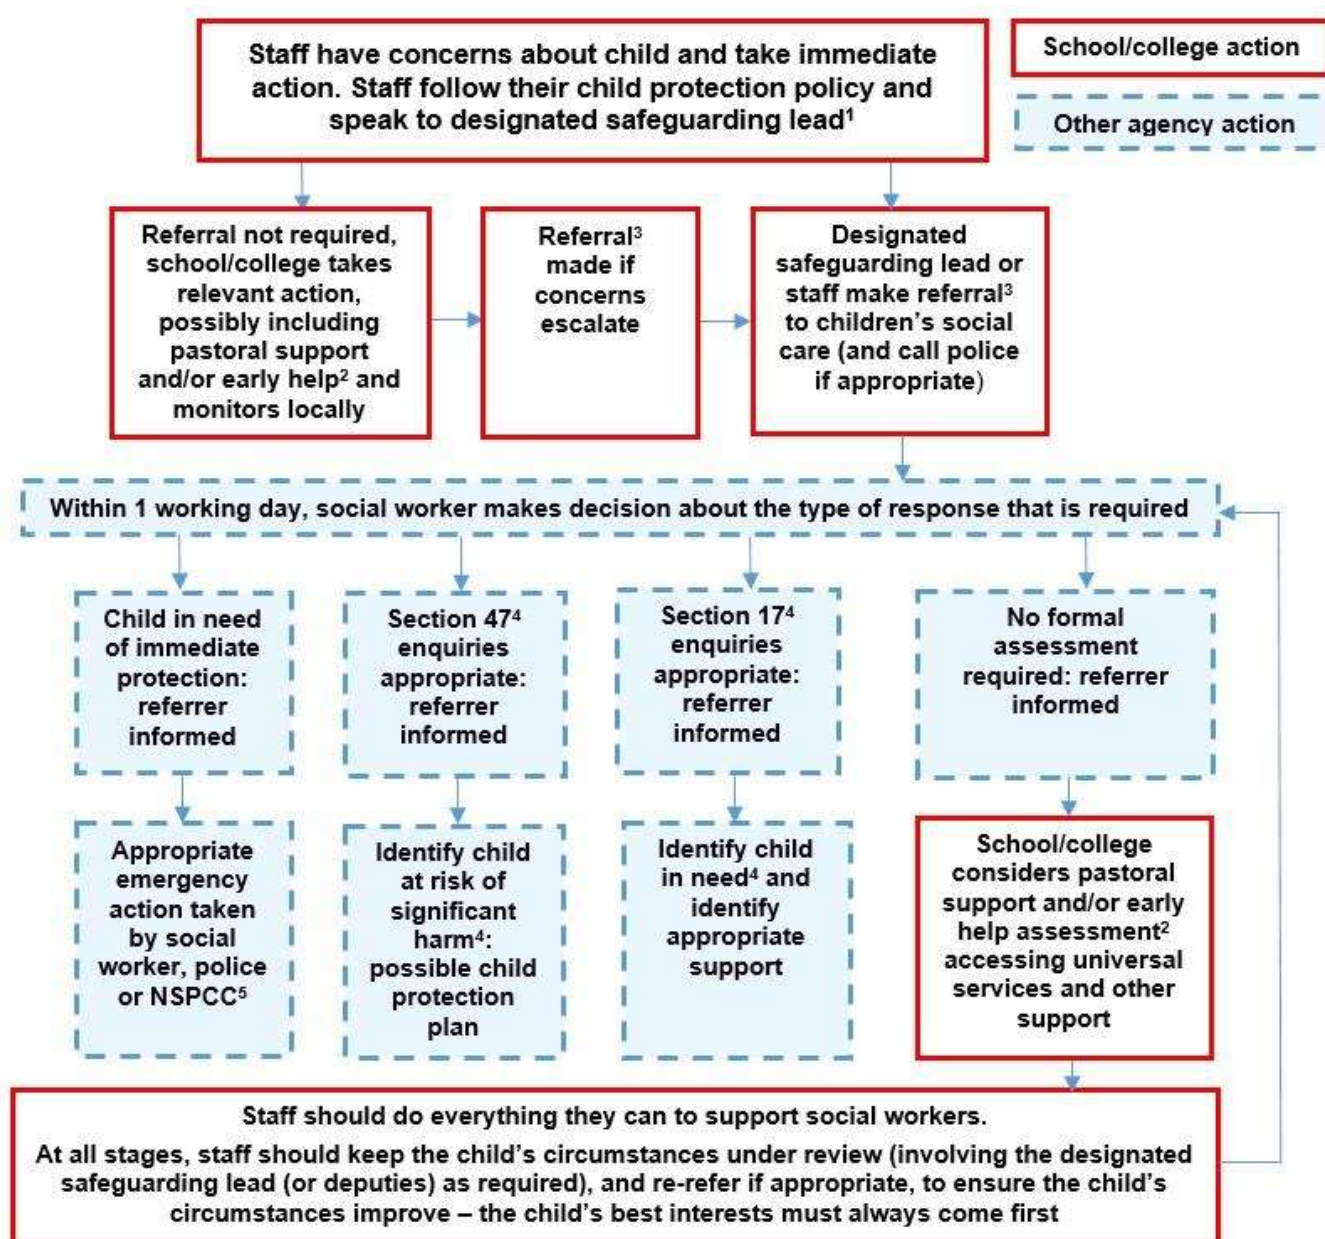 Staff have concerns about child and take immediate
action. Staff follow their child protection policy and
speak to designated safeguarding lead¹
School/college action
Other agency action
Referral not required,
school/college takes
relevant action,
possibly including
pastoral support
and/or early help² and
monitors locally
Referral³
made if
concerns
escalate
Designated
safeguarding lead or
staff make referral³
to children’s social
care (and call police
if appropriate)
Within 1 working day, social worker makes decision about the type of response that is required
Child in need
of immediate
protection:
referrer
informed
Section 47⁴
enquiries
appropriate:
referrer
informed
Section 17⁴
enquiries
appropriate:
referrer
informed
No formal
assessment
required: referrer
informed
Appropriate
emergency
action taken
by social
worker, police
or NSPCC⁵
Identify child
at risk of
significant
harm⁴:
possible child
protection
plan
Identify child
in need⁴ and
identify
appropriate
support
School/college
considers pastoral
support and/or early
help assessment²
accessing universal
services and other
support
Staff should do everything they can to support social workers.
At all stages, staff should keep the child’s circumstances under review (involving the designated
safeguarding lead (or deputies) as required), and re-refer if appropriate, to ensure the child’s
circumstances improve – the child’s best interests must always come first